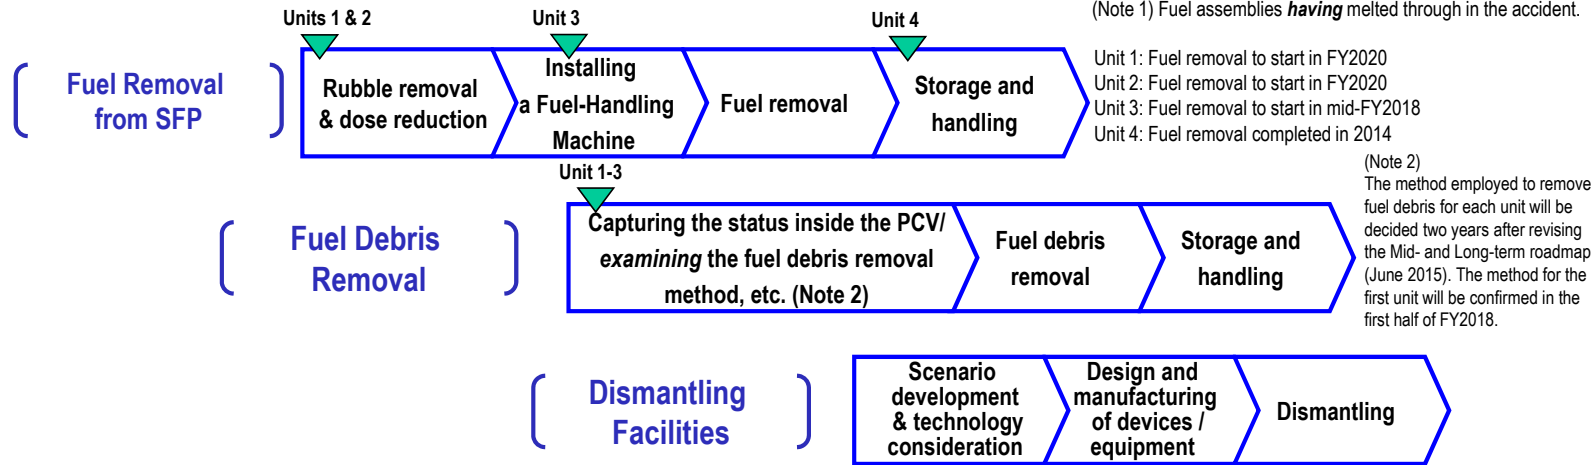 (Note 1) Fuel assemblies having melted through in the accident.
Units 1 & 2
Unit 3
Unit 4
Fuel Removal
from SFP
Rubble removal
& dose reduction
Installing
a Fuel-Handling
Machine
Fuel removal
Storage and
handling
Unit 1: Fuel removal to start in FY2020
Unit 2: Fuel removal to start in FY2020
Unit 3: Fuel removal to start in mid-FY2018
Unit 4: Fuel removal completed in 2014
Unit 1-3
Fuel Debris
Removal
Capturing the status inside the PCV/
examining the fuel debris removal
method, etc. (Note 2)
Fuel debris
removal
Storage and
handling
(Note 2)
The method employed to remove
fuel debris for each unit will be
decided two years after revising
the Mid- and Long-term roadmap
(June 2015). The method for the
first unit will be confirmed in the
first half of FY2018.
Dismantling
Facilities
Scenario
development
& technology
consideration
Design and
manufacturing
of devices /
equipment
Dismantling